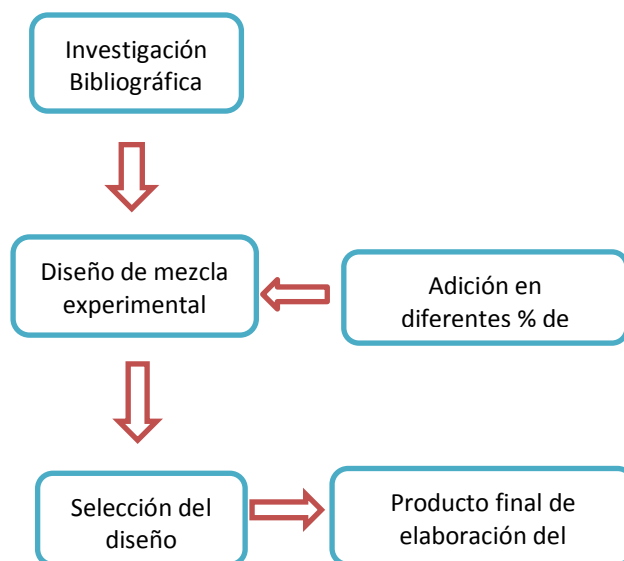 Investigación
Bibliográfica
Diseño de mezcla
experimental
Adición en
diferentes % de
Selección del
diseño
Producto final de
elaboración del